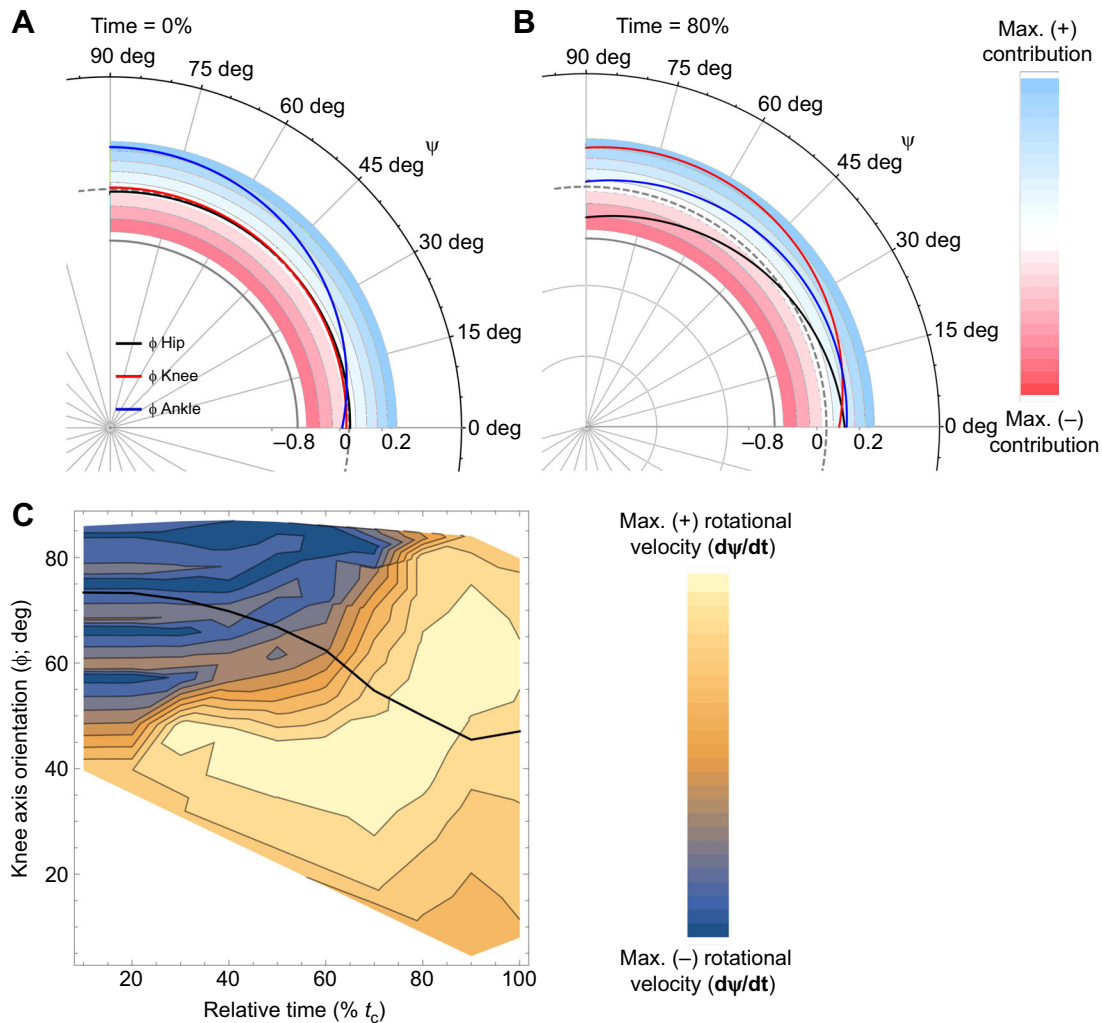 A
Time = 0%
90 deg
75 deg
60 deg
45 deg
ψ
30 deg
15 deg
0 deg
ϕ Hip
ϕ Knee
ϕ Ankle
–0.8
0
0.2
B
Time = 80%
90 deg
75 deg
60 deg
45 deg
ψ
30 deg
15 deg
0 deg
–0.8
0
0.2
Max. (+)
contribution
Max. (–)
contribution
C
Knee axis orientation (ϕ; deg)
80
60
40
20
20
40
60
80
100
Relative time (% tc)
Max. (+) rotational
velocity (dψ/dt)
Max. (–) rotational
velocity (dψ/dt)